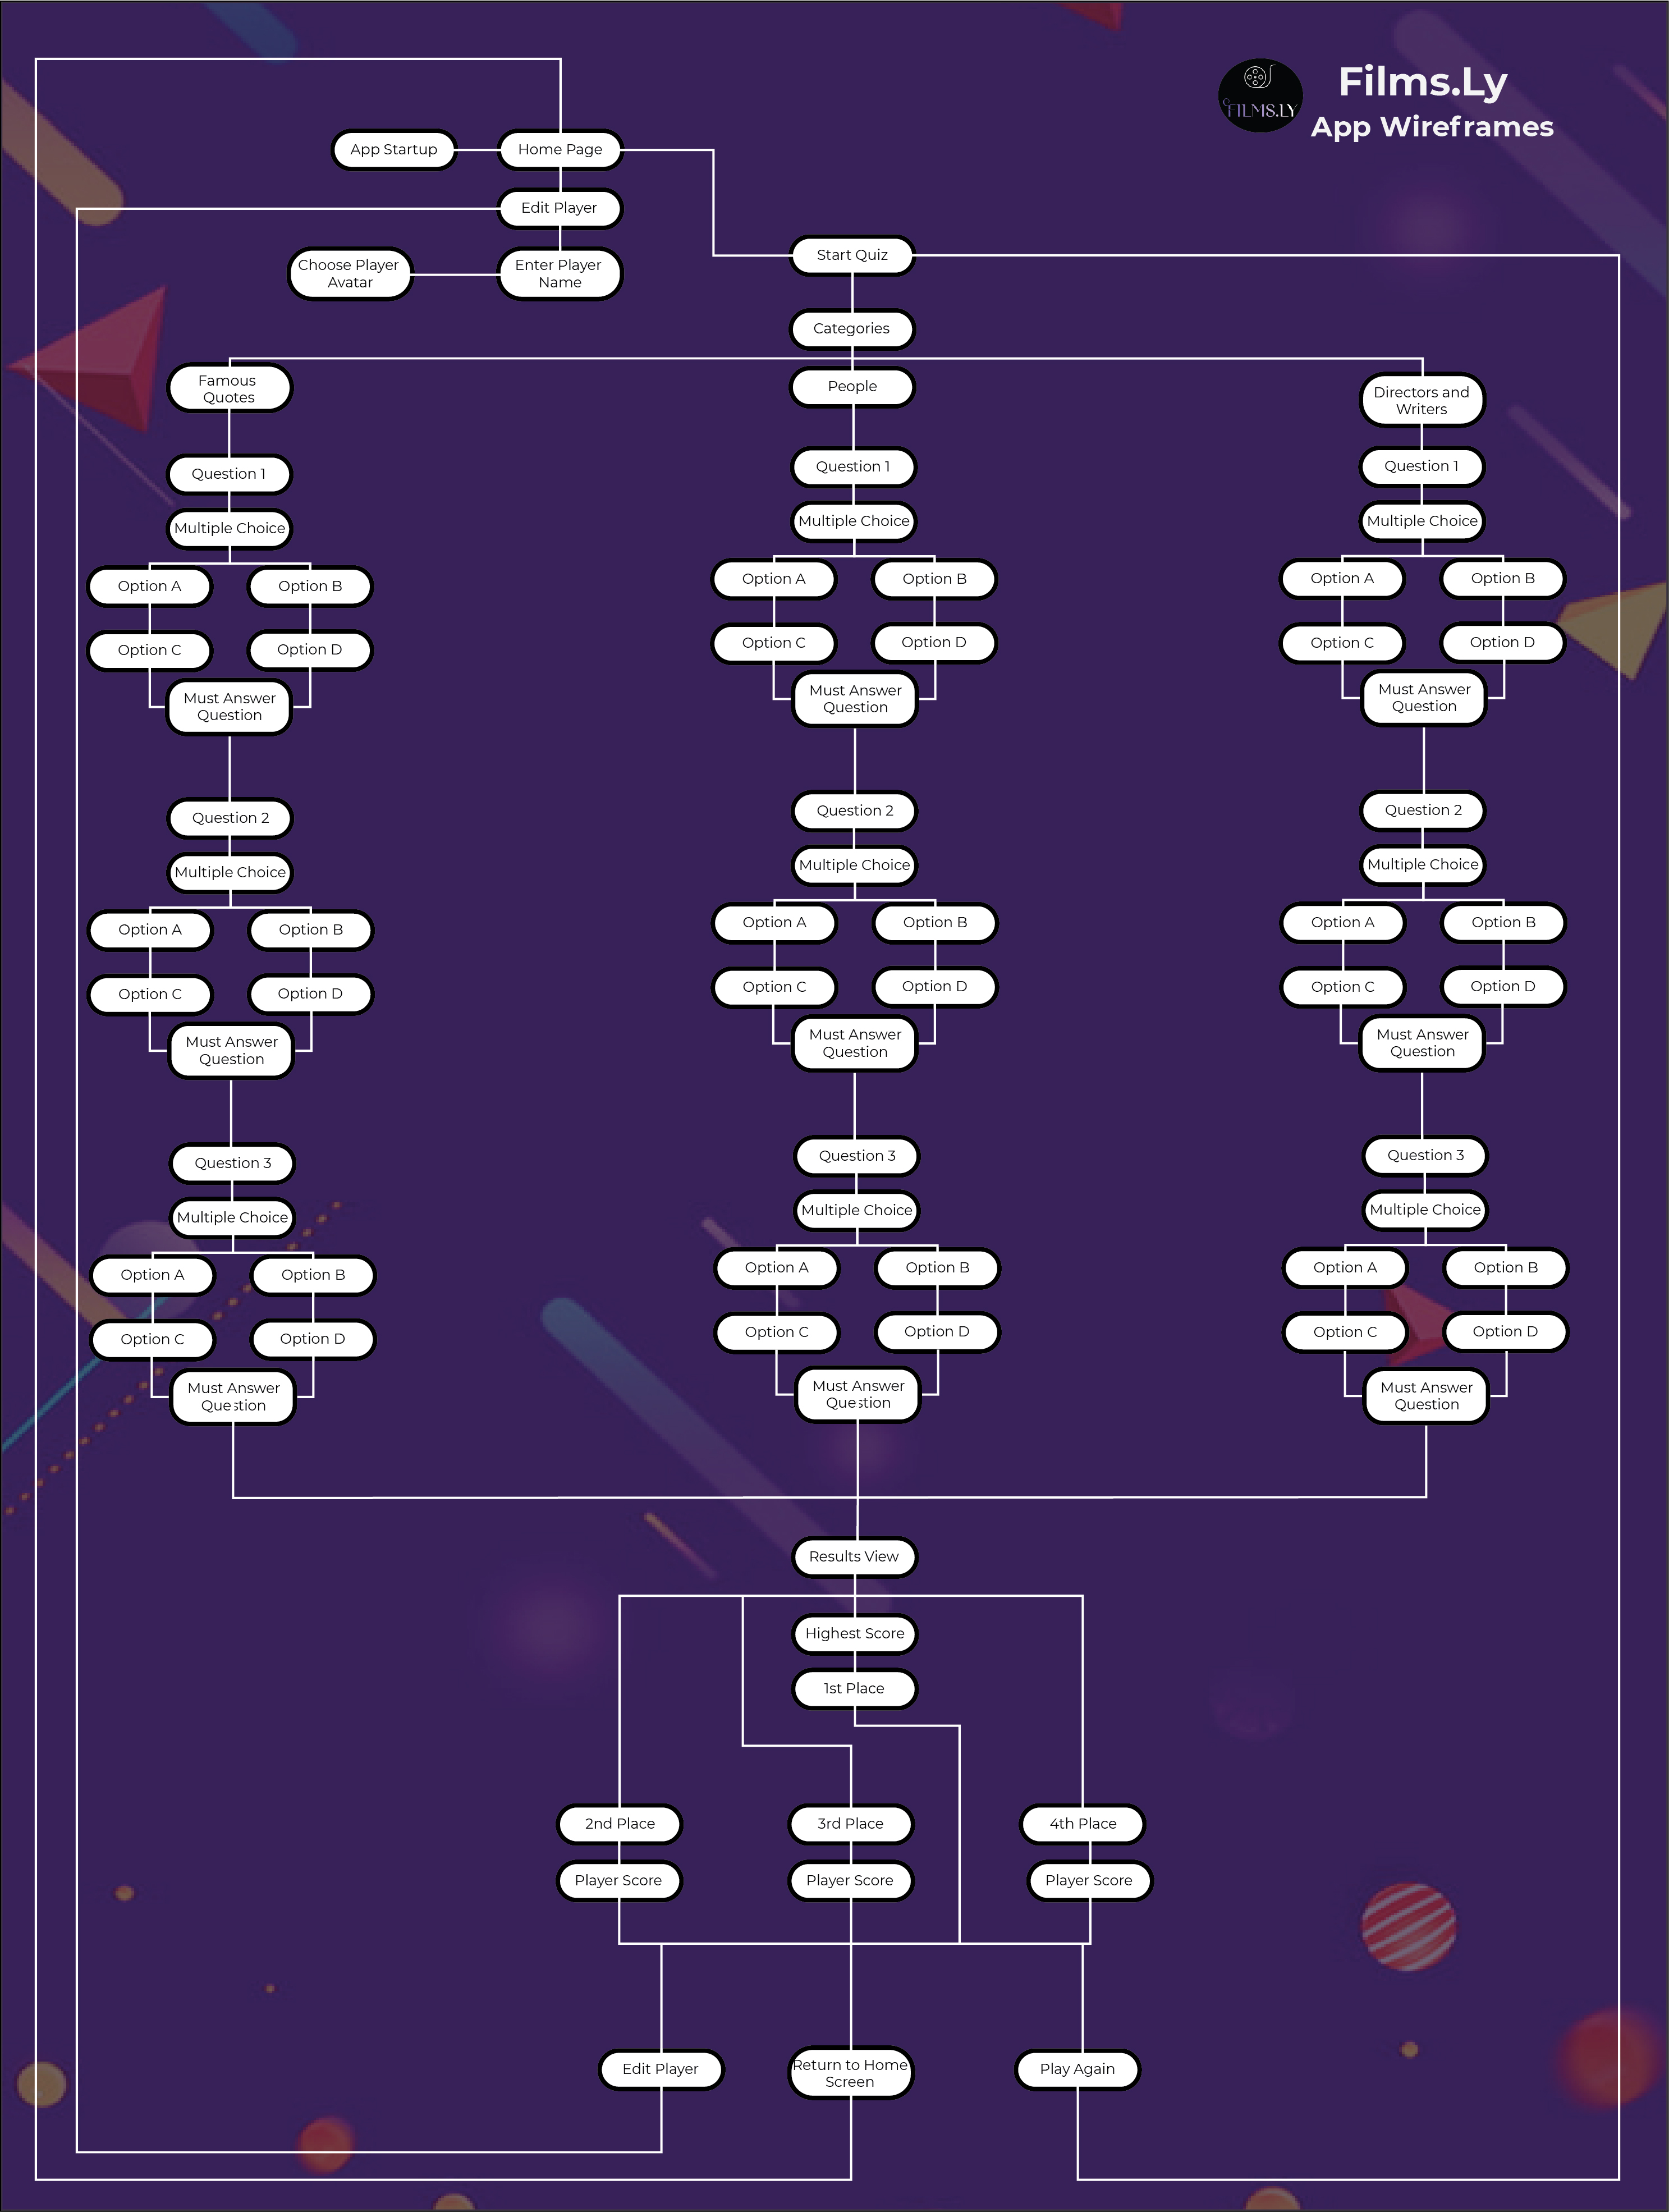 Films.Ly
App Wireframes
FILMS.LY
App Startup
Home Page
Edit Player
Choose Player
Avatar
Enter Player
Name
Start Quiz
Categories
Famous
Quotes
People
Directors and
Writers
Question 1
Question 1
Question 1
Multiple Choice
Multiple Choice
Multiple Choice
Option A
Option B
Option A
Option B
Option A
Option B
Option C
Option D
Option C
Option D
Option C
Option D
Must Answer
Question
Must Answer
Question
Must Answer
Question
Question 2
Question 2
Question 2
Multiple Choice
Multiple Choice
Multiple Choice
Option A
Option B
Option A
Option B
Option A
Option B
Option C
Option D
Option C
Option D
Option C
Option D
Must Answer
Question
Must Answer
Question
Must Answer
Question
Question 3
Question 3
Question 3
Multiple Choice
Multiple Choice
Multiple Choice
Option A
Option B
Option A
Option B
Option A
Option B
Option C
Option D
Option C
Option D
Option C
Option D
Must Answer
Question
Must Answer
Question
Must Answer
Question
Results View
Highest Score
1st Place
2nd Place
3rd Place
4th Place
Player Score
Player Score
Player Score
Edit Player
Return to Home
Screen
Play Again